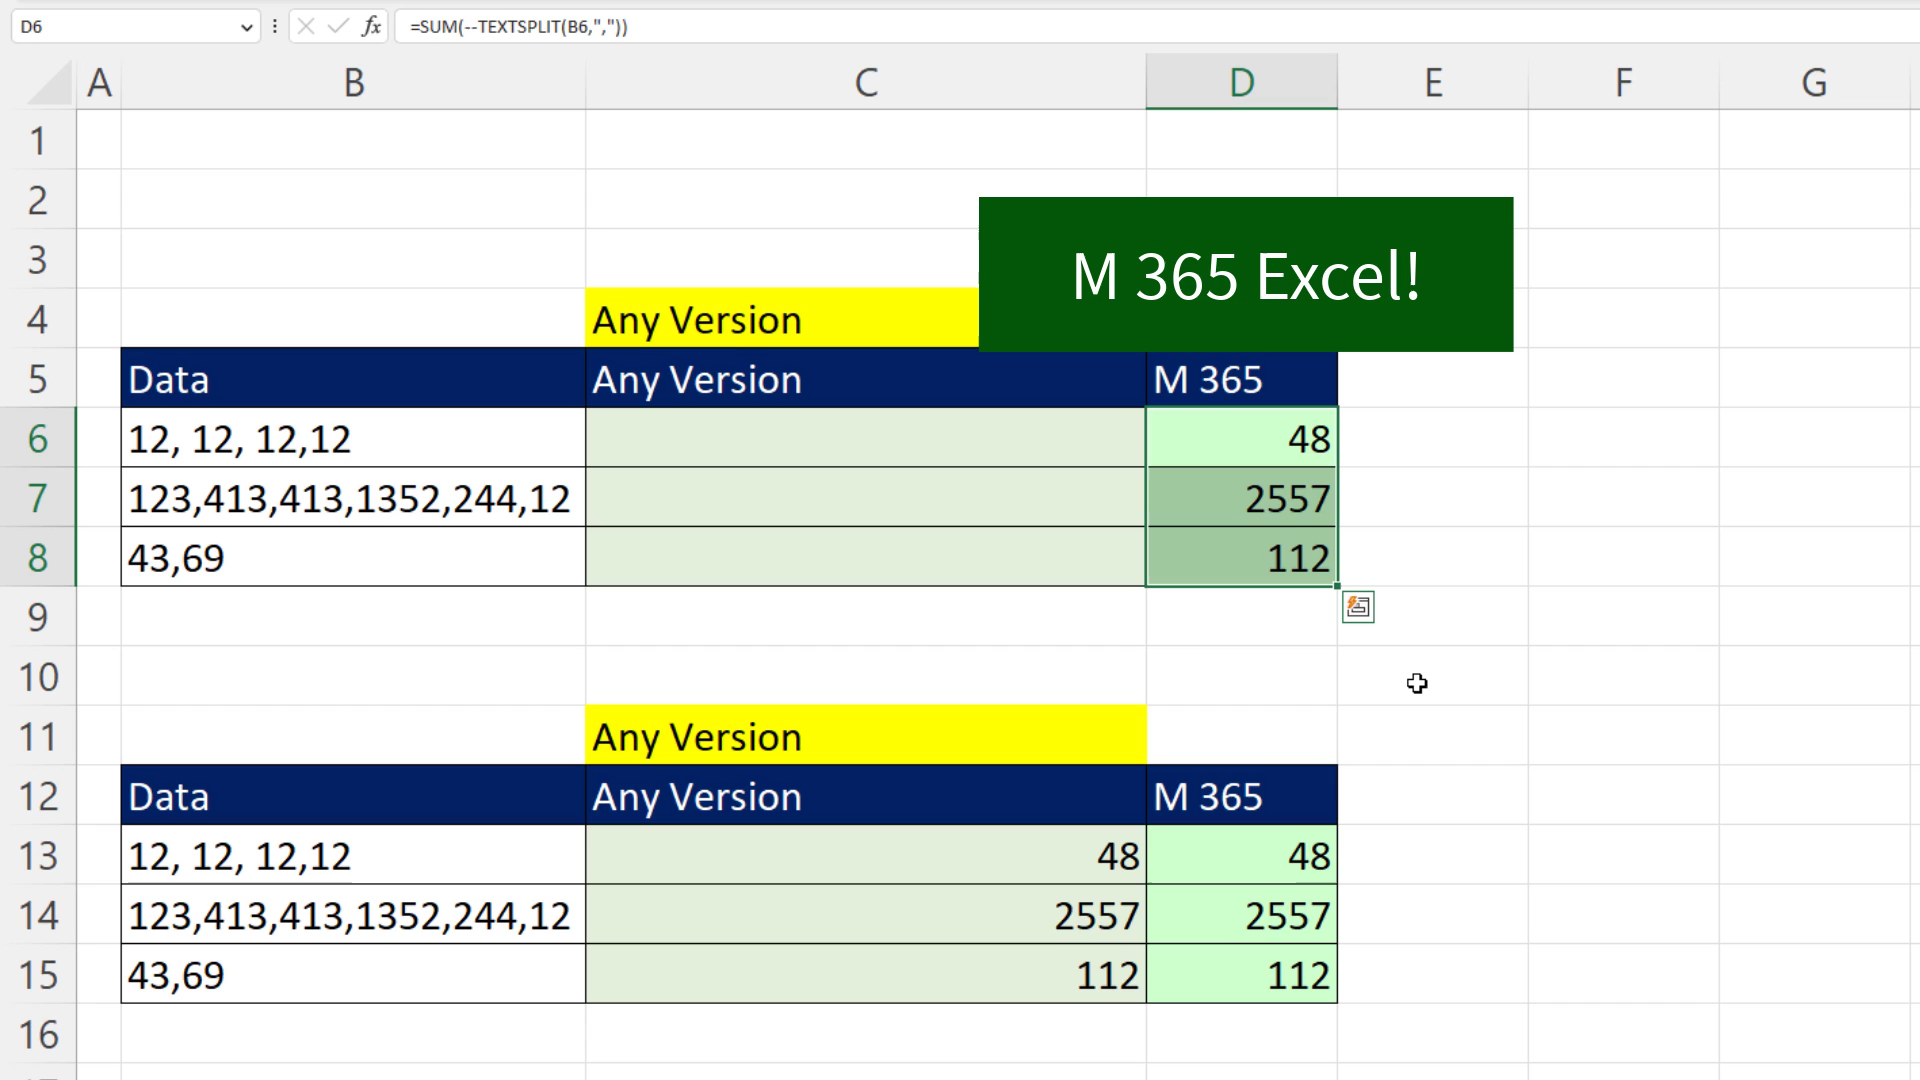 D6 =SUM(--TEXTSPLIT(B6,","))
A B C D E F G
1
2
M 365 Excel!
3
4 Any Version
5 Data Any Version M 365
6 12, 12, 12,12 48
7 123,413,413,1352,244,12 2557
8 43,69 112
9
10
11 Any Version
12 Data Any Version M 365
13 12, 12, 12,12 48 48
14 123,413,413,1352,244,12 2557 2557
15 43,69 112 112
16